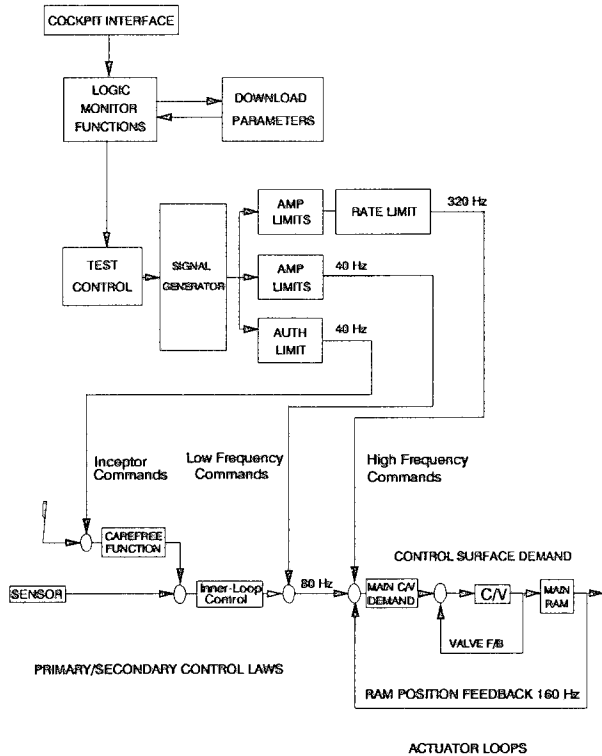 COCKPIT INTERFACE
LOGIC
MONITOR
FUNCTIONS
DOWNLOAD
PARAMETERS
AMP
LIMITS
RATE LIMIT
320 Hz
TEST
CONTROL
SIGNAL
GENERATOR
AMP
LIMITS
40 Hz
AUTH
LIMIT
40 Hz
Inceptor
Commands
Low Frequency
Commands
High Frequency
Commands
CAREFREE
FUNCTION
CONTROL SURFACE DEMAND
SENSOR
Inner-Loop
Control
80 Hz
MAIN C/V
DEMAND
C/V
MAIN
RAM
VALVE F/B
PRIMARY/SECONDARY CONTROL LAWS
RAM POSITION FEEDBACK 160 Hz
ACTUATOR LOOPS